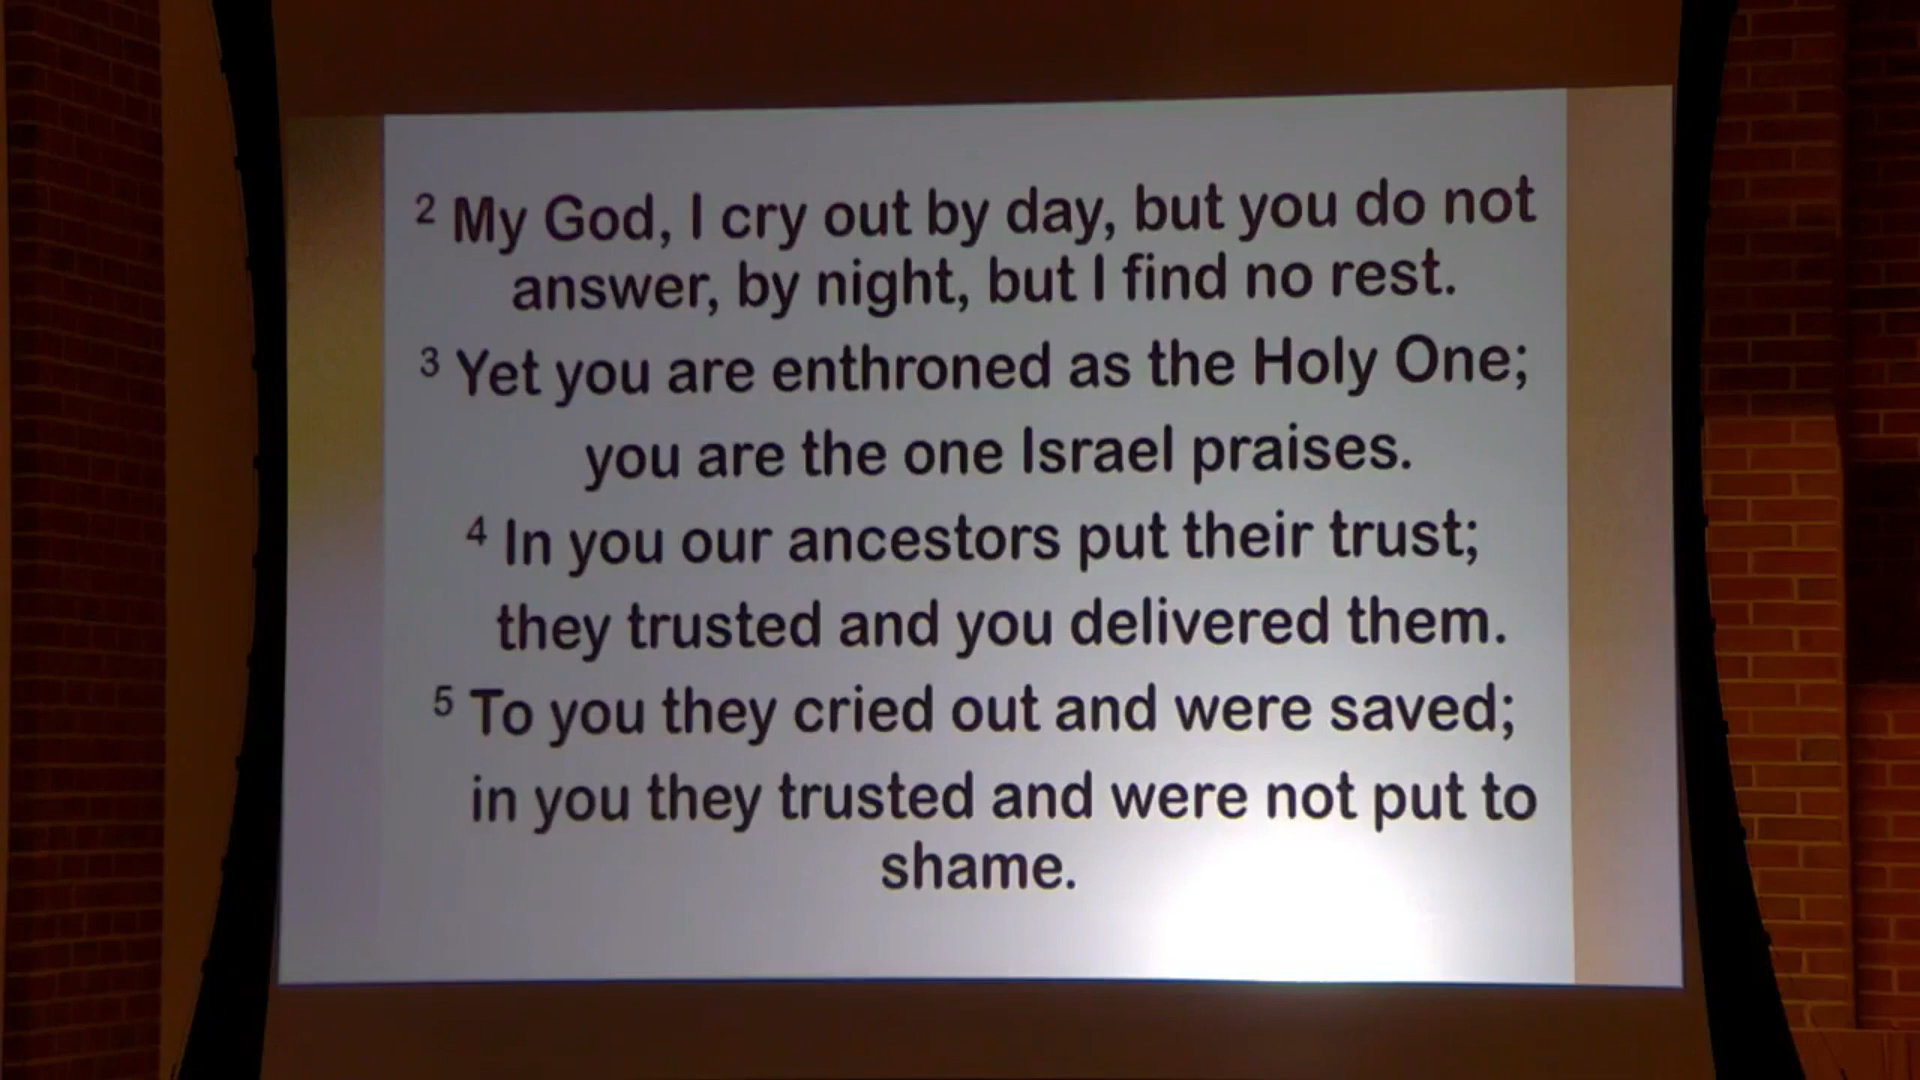 2 My God, I cry out by day, but you do not
answer, by night, but I find no rest.
3 Yet you are enthroned as the Holy One;
you are the one Israel praises.
4 In you our ancestors put their trust;
they trusted and you delivered them.
5 To you they cried out and were saved;
in you they trusted and were not put to
shame.